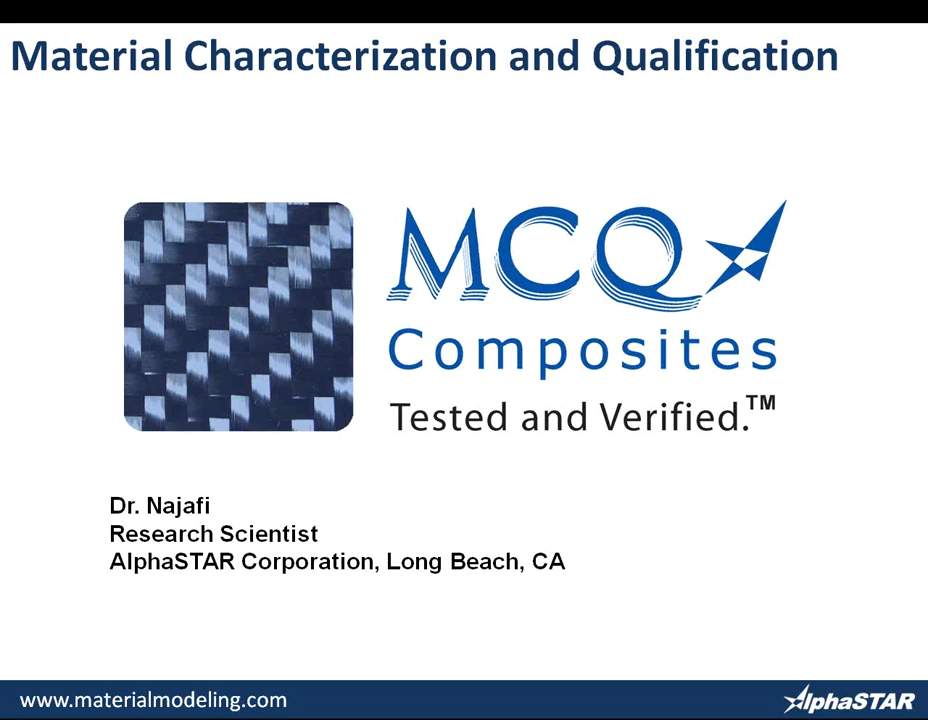 Material Characterization and Qualification
MCQ
Composites
Tested and Verified.™
Dr. Najafi
Research Scientist
AlphaSTAR Corporation, Long Beach, CA
www.materialmodeling.com
AlphaSTAR